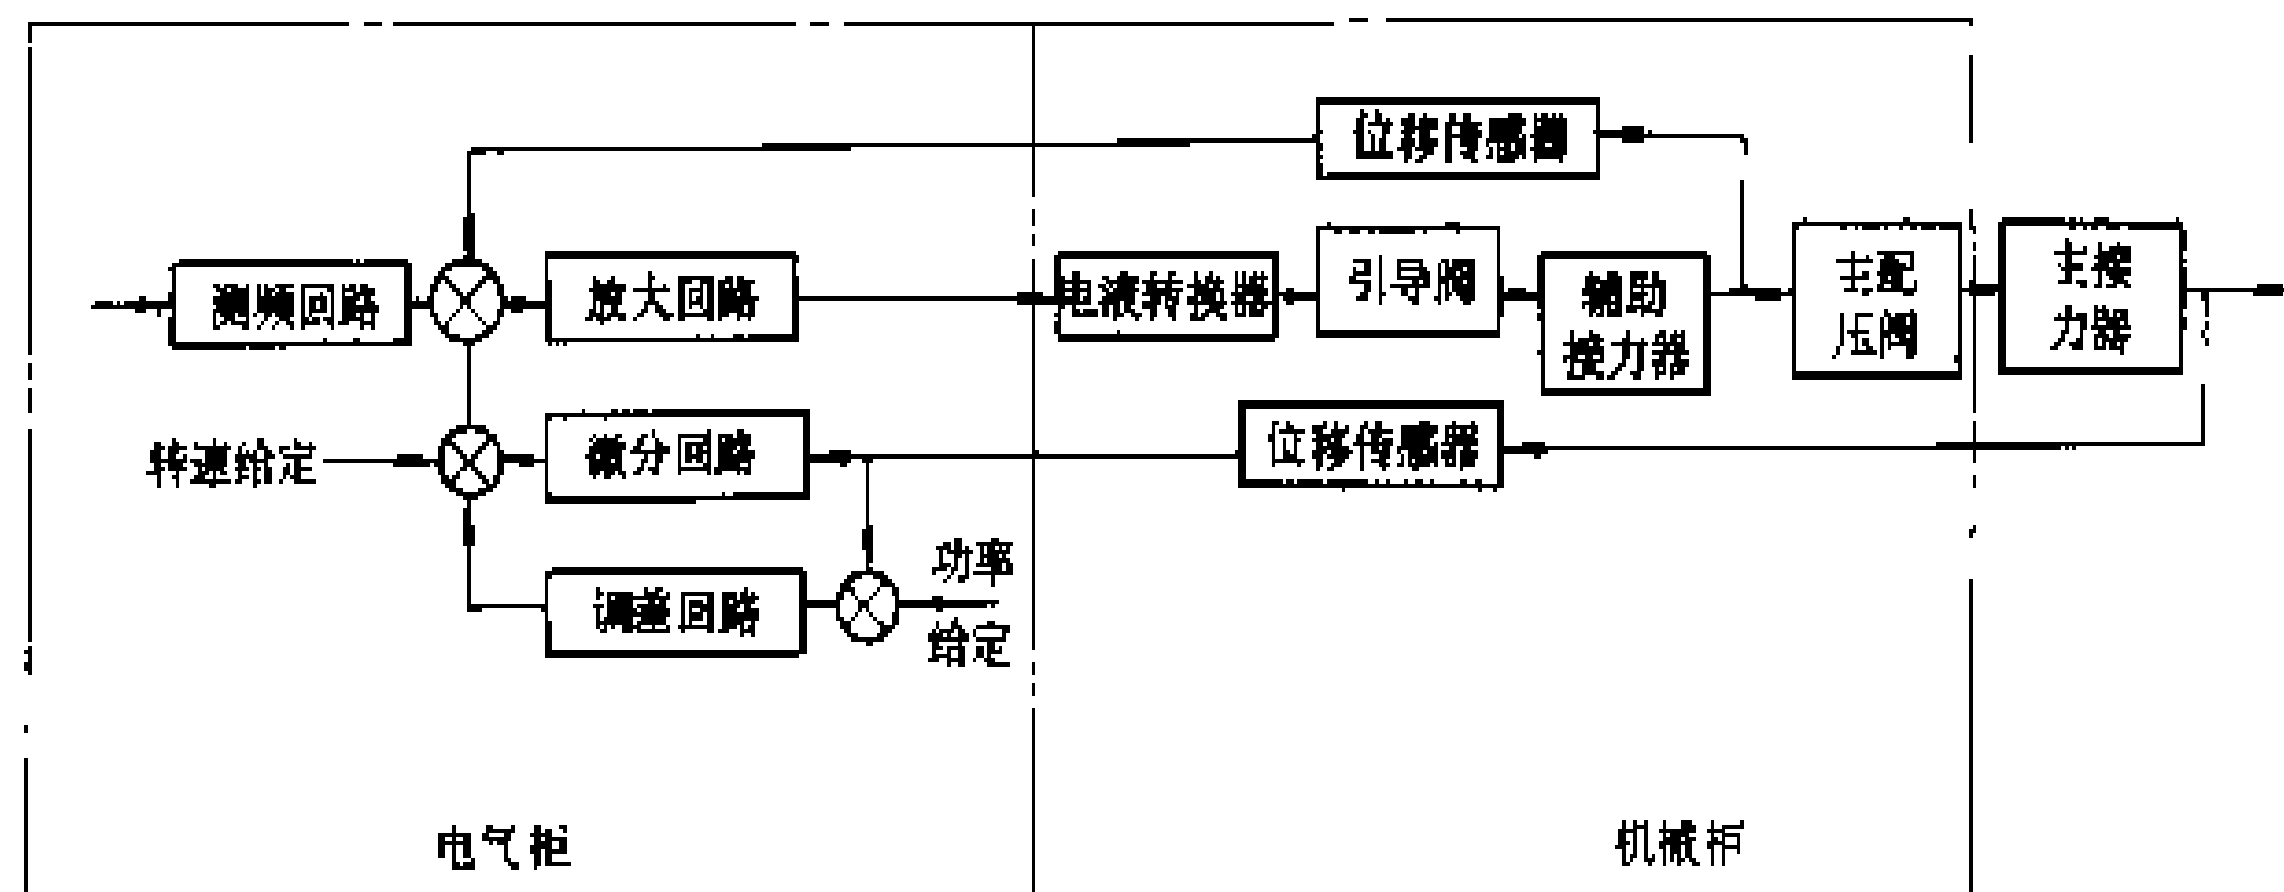 位移传感器
测频回路
放大回路
电液转换器
引导阀
辅助
接力器
主配
压阀
主接
力器
转速给定
微分回路
位移传感器
调差回路
功率
给定
电气柜
机械柜